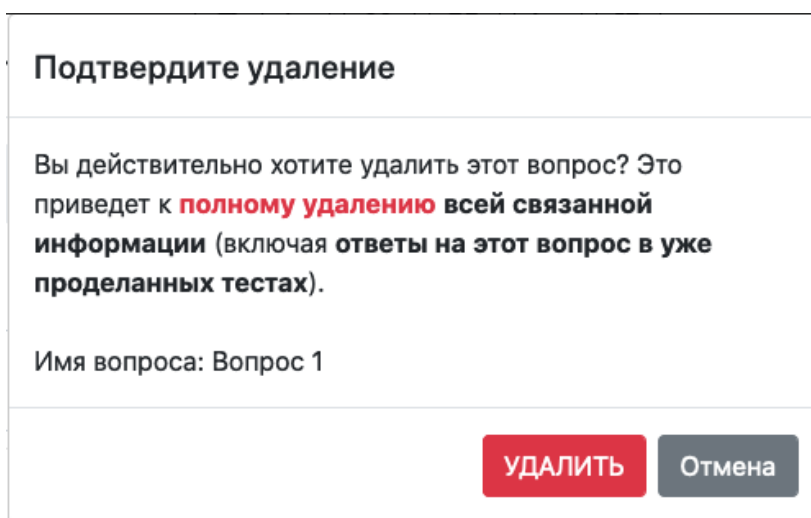 Подтвердите удаление
Вы действительно хотите удалить этот вопрос? Это
приведет к полному удалению всей связанной
информации (включая ответы на этот вопрос в уже
проделанных тестах).
Имя вопроса: Вопрос 1
УДАЛИТЬ Отмена